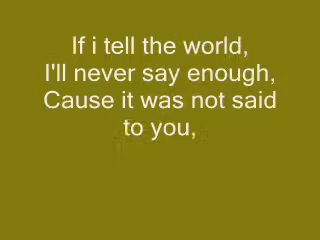 If i tell the world,
I'll never say enough,
Cause it was not said
to you,